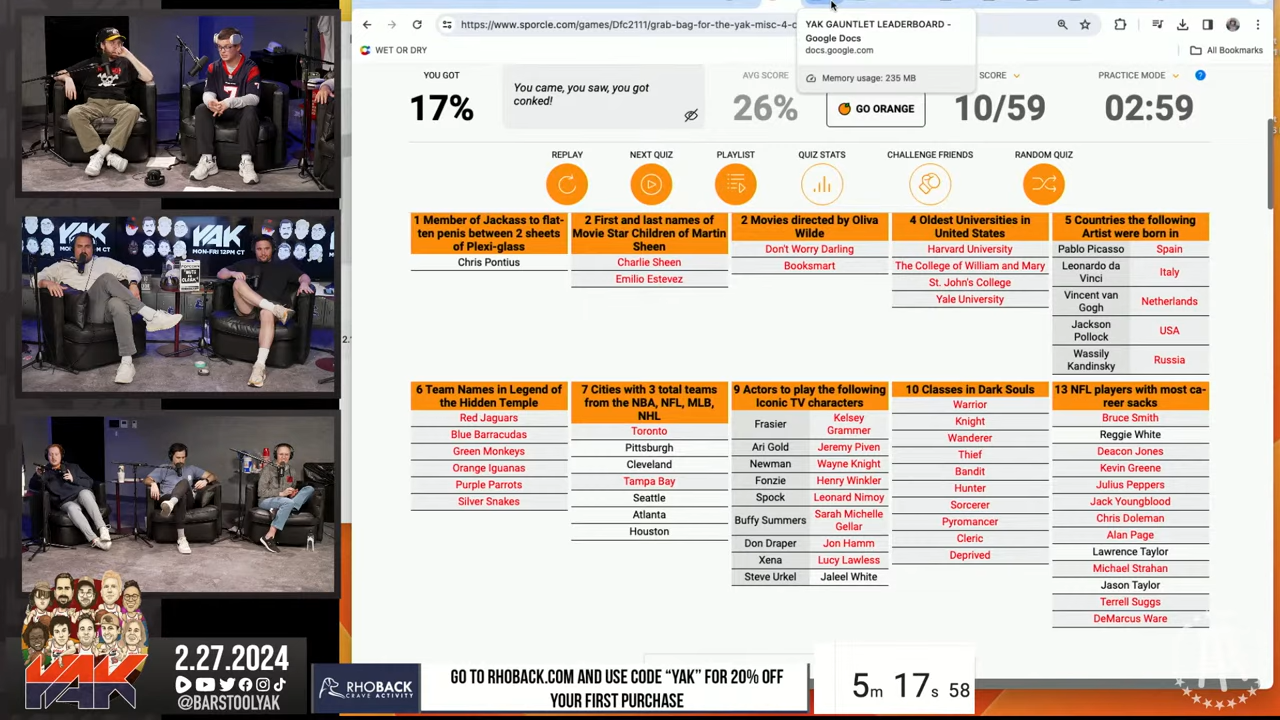 https://www.sporcle.com/games/Dfc2111/grab-bag-for-the-yak-misc-4-c
YAK GAUNTLET LEADERBOARD -
Google Docs
docs.google.com
Memory usage: 235 MB
WET OR DRY
All Bookmarks
YOU GOT
17%
You came, you saw, you got
conked!
AVG SCORE
26%
GO ORANGE
SCORE
10/59
PRACTICE MODE
?
02:59
REPLAY
NEXT QUIZ
PLAYLIST
QUIZ STATS
CHALLENGE FRIENDS
RANDOM QUIZ
1 Member of Jackass to flat-
ten penis between 2 sheets
of Plexi-glass
Chris Pontius
2 First and last names of
Movie Star Children of Martin
Sheen
Charlie Sheen
Emilio Estevez
2 Movies directed by Oliva
Wilde
Don't Worry Darling
Booksmart
4 Oldest Universities in
United States
Harvard University
The College of William and Mary
St. John's College
Yale University
5 Countries the following
Artist were born in
Pablo Picasso Spain
Leonardo da
Vinci Italy
Vincent van
Gogh Netherlands
Jackson
Pollock USA
Wassily
Kandinsky Russia
6 Team Names in Legend of
the Hidden Temple
Red Jaguars
Blue Barracudas
Green Monkeys
Orange Iguanas
Purple Parrots
Silver Snakes
7 Cities with 3 total teams
from the NBA, NFL, MLB,
NHL
Toronto
Pittsburgh
Cleveland
Tampa Bay
Seattle
Atlanta
Houston
9 Actors to play the following
Iconic TV characters
Frasier Kelsey
Grammer
Ari Gold Jeremy Piven
Newman Wayne Knight
Fonzie Henry Winkler
Spock Leonard Nimoy
Buffy Summers Sarah Michelle
Gellar
Don Draper Jon Hamm
Xena Lucy Lawless
Steve Urkel Jaleel White
10 Classes in Dark Souls
Warrior
Knight
Wanderer
Thief
Bandit
Hunter
Sorcerer
Pyromancer
Cleric
Deprived
13 NFL players with most ca-
reer sacks
Bruce Smith
Reggie White
Deacon Jones
Kevin Greene
Julius Peppers
Jack Youngblood
Chris Doleman
Alan Page
Lawrence Taylor
Michael Strahan
Jason Taylor
Terrell Suggs
DeMarcus Ware
YAK
MON-FRI 12PM CT
YAK
2.27.2024
@BARSTOOLYAK
RHOBACK
CRAVE ACTIVITY
GO TO RHOBACK.COM AND USE CODE “YAK” FOR 20% OFF
YOUR FIRST PURCHASE
5m 17s 58